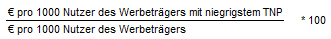 € pro 1000 Nutzer des Werbeträgers mit niegrigstem TNP
€ pro 1000 Nutzer des Werbeträgers
* 100